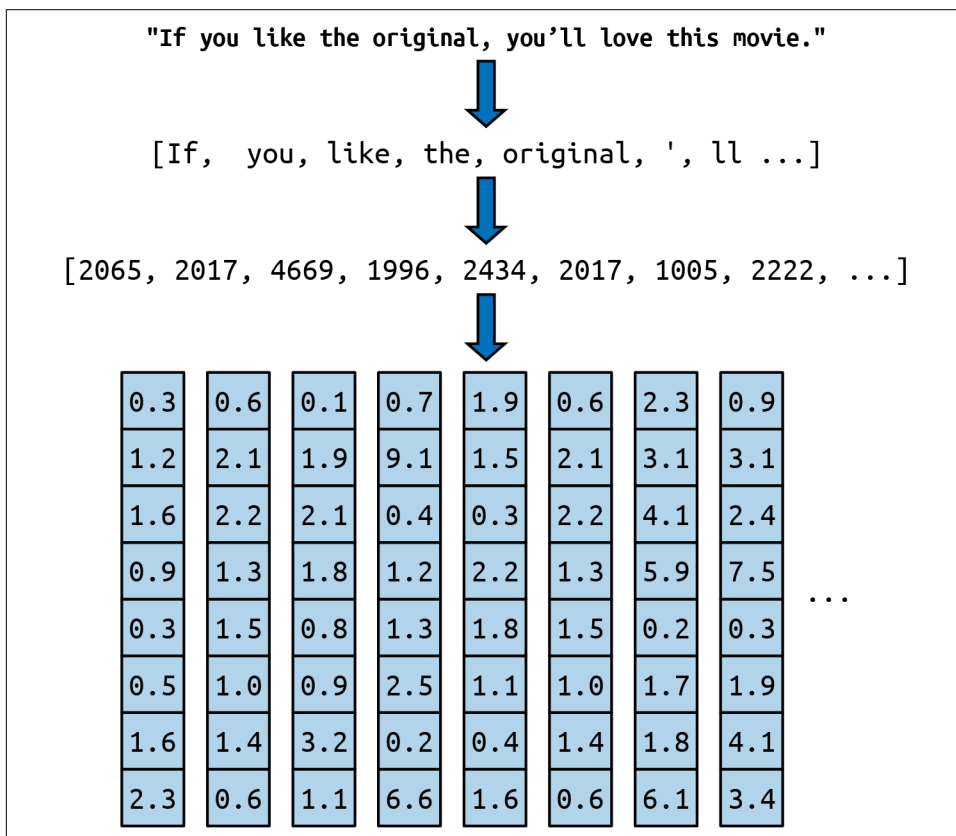 "If you like the original, you’ll love this movie."
[If, you, like, the, original, ', ll ...]
[2065, 2017, 4669, 1996, 2434, 2017, 1005, 2222, ...]
0.3 0.6 0.1 0.7 1.9 0.6 2.3 0.9
1.2 2.1 1.9 9.1 1.5 2.1 3.1 3.1
1.6 2.2 2.1 0.4 0.3 2.2 4.1 2.4
0.9 1.3 1.8 1.2 2.2 1.3 5.9 7.5
...
0.3 1.5 0.8 1.3 1.8 1.5 0.2 0.3
0.5 1.0 0.9 2.5 1.1 1.0 1.7 1.9
1.6 1.4 3.2 0.2 0.4 1.4 1.8 4.1
2.3 0.6 1.1 6.6 1.6 0.6 6.1 3.4